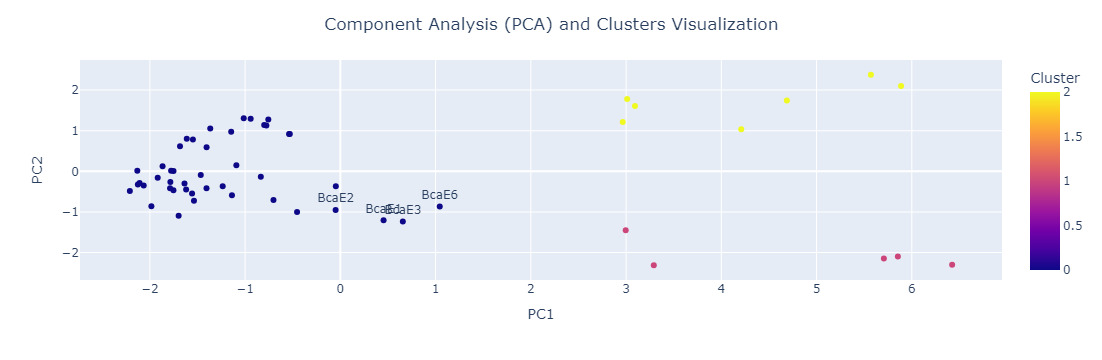 Component Analysis (PCA) and Clusters Visualization
Cluster
2
1.5
1
0.5
0
PC2
2
1
0
−1
−2
BcaE2
BcaE1
BcaE3
BcaE6
−2
−1
0
1
2
3
4
5
6
PC1